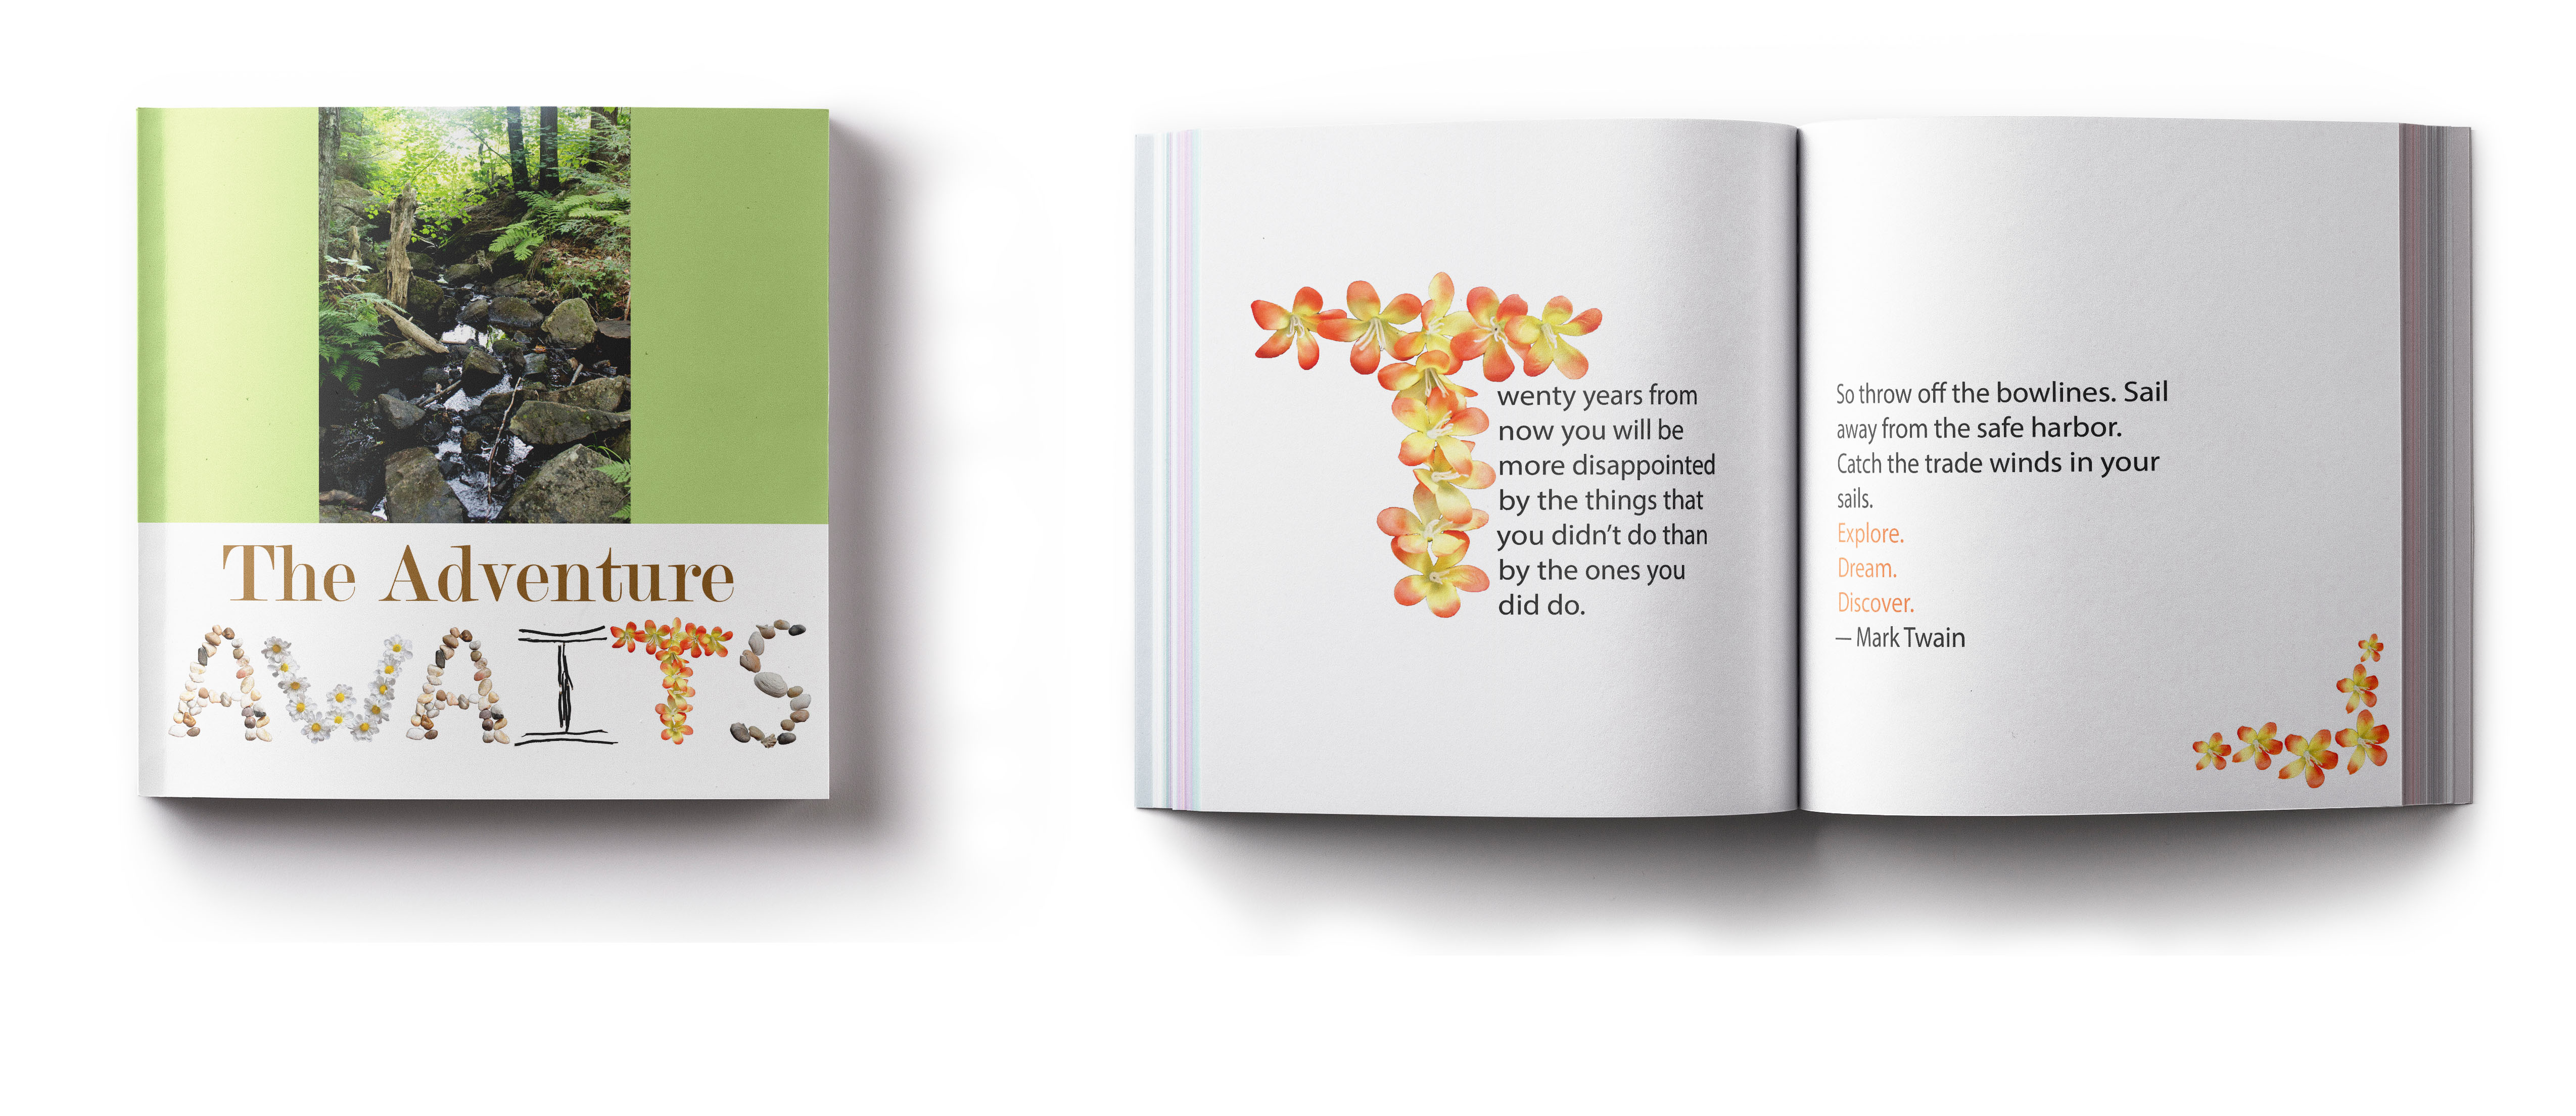 The Adventure
AWAITS
Twenty years from
now you will be
more disappointed
by the things that
you didn't do than
by the ones you
did do.
So throw off the bowlines. Sail
away from the safe harbor.
Catch the trade winds in your
sails.
Explore.
Dream.
Discover.
— Mark Twain